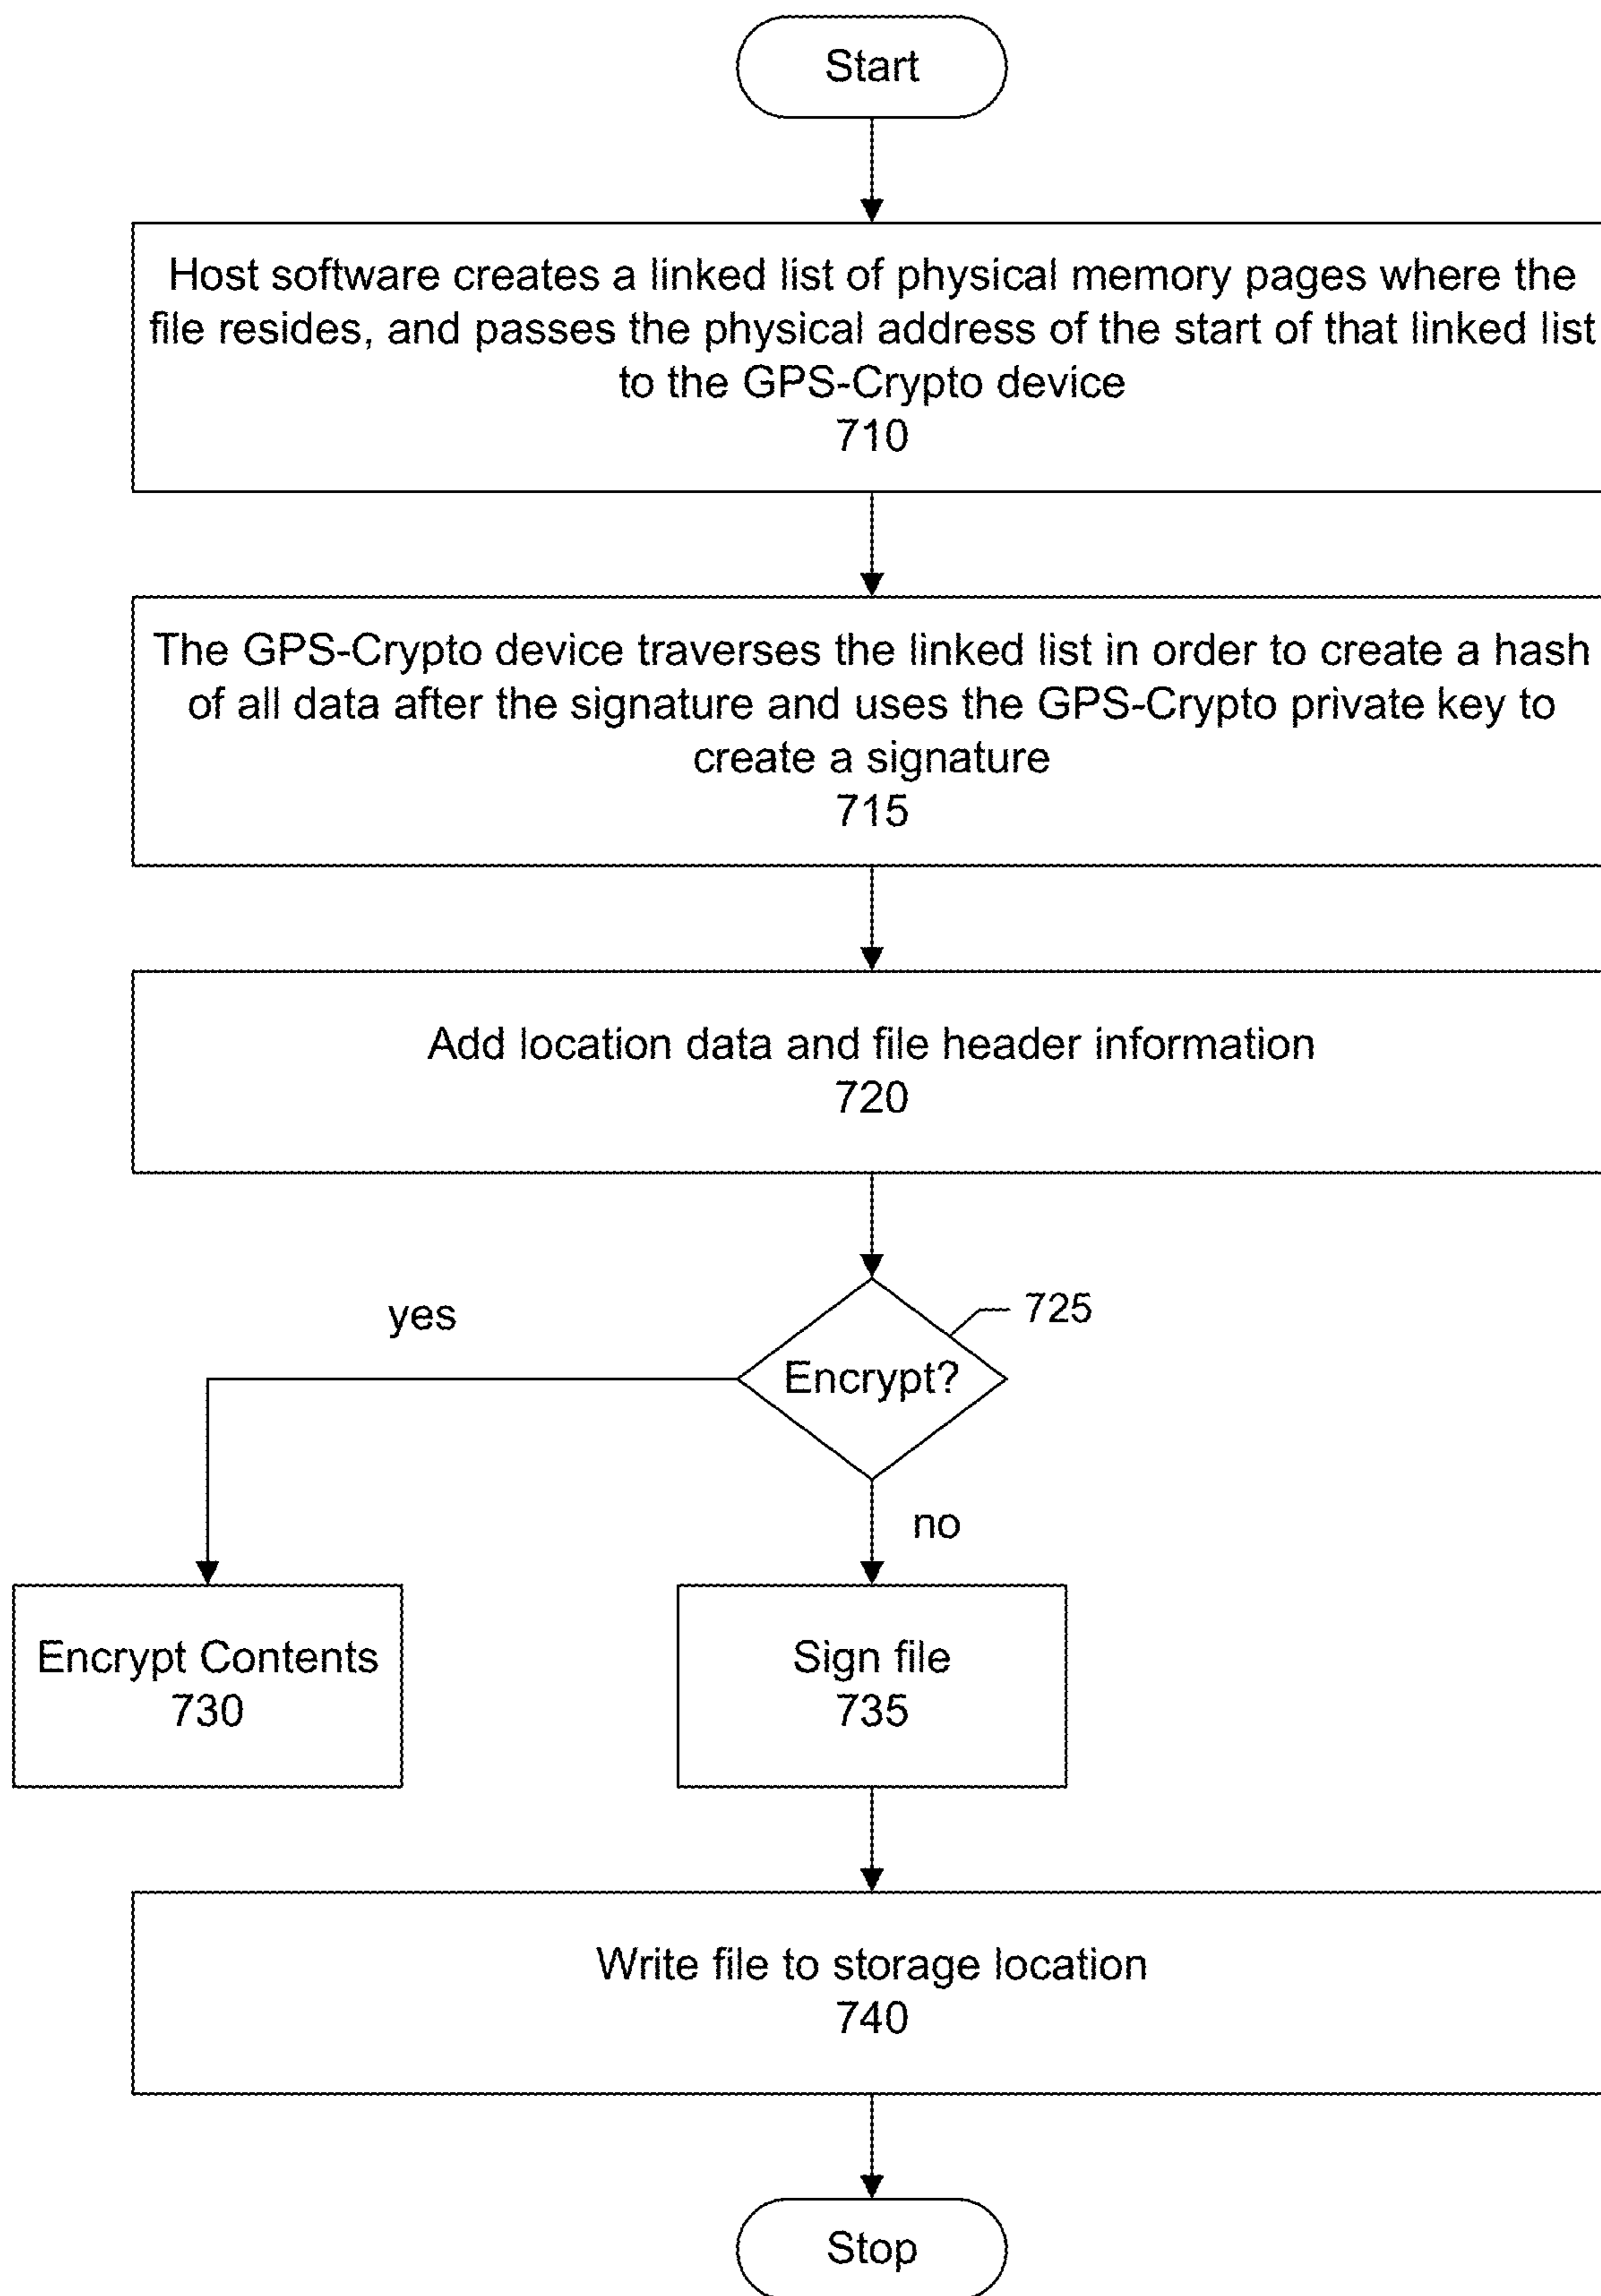 Start
Host software creates a linked list of physical memory pages where the
file resides, and passes the physical address of the start of that linked list
to the GPS-Crypto device
710
The GPS-Crypto device traverses the linked list in order to create a hash
of all data after the signature and uses the GPS-Crypto private key to
create a signature
715
Add location data and file header information
720
725
yes
Encrypt?
no
Encrypt Contents
730
Sign file
735
Write file to storage location
740
Stop